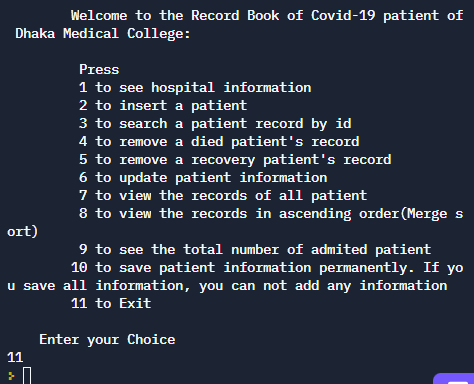 Welcome to the Record Book of Covid-19 patient of
Dhaka Medical College:
Press
1 to see hospital information
2 to insert a patient
3 to search a patient record by id
4 to remove a died patient's record
5 to remove a recovery patient's record
6 to update patient information
7 to view the records of all patient
8 to view the records in ascending order(Merge s
ort)
9 to see the total number of admited patient
10 to save patient information permanently. If yo
u save all information, you can not add any information
11 to Exit
Enter your Choice
11
>